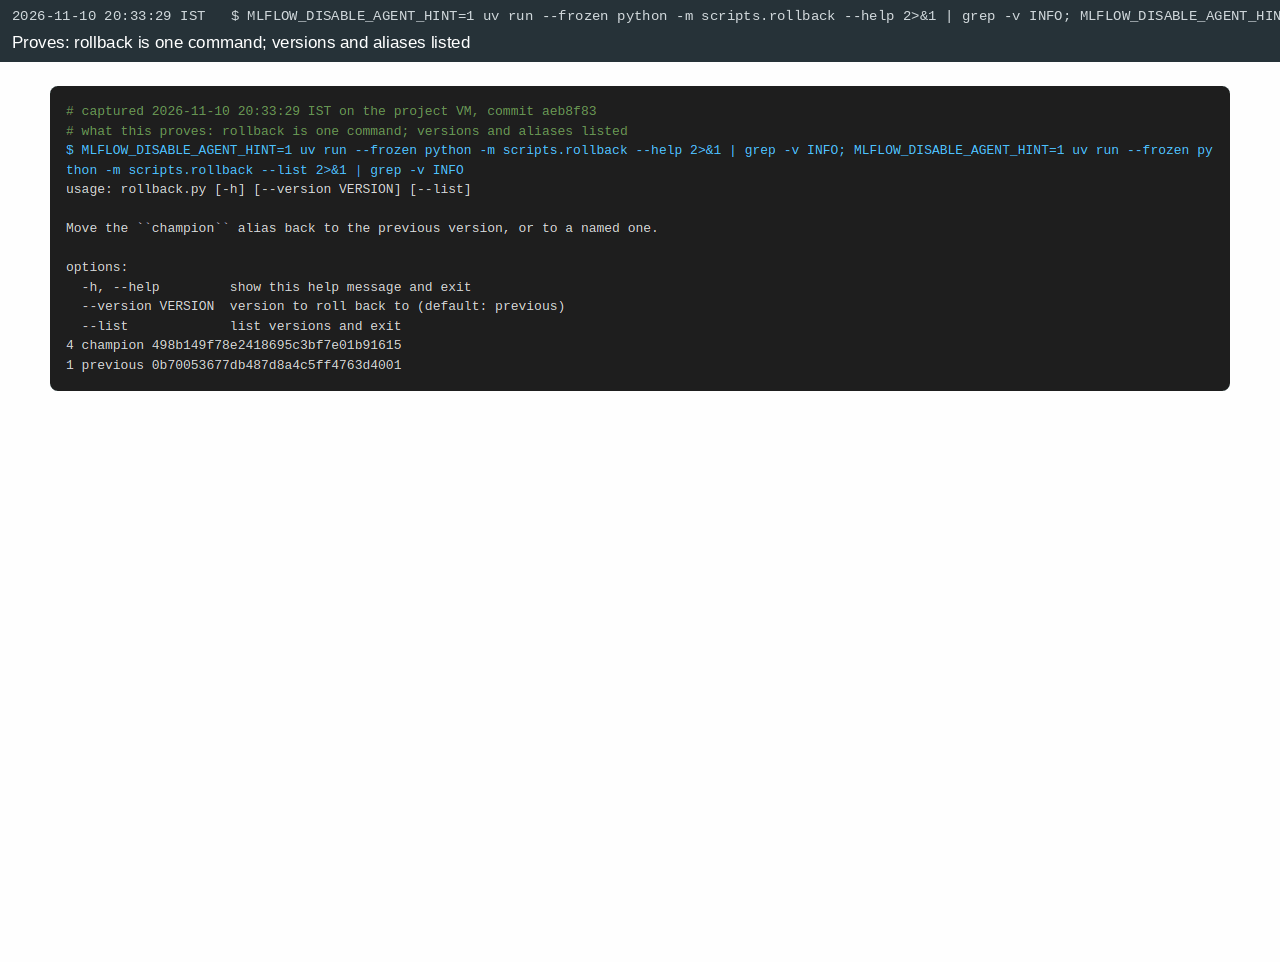 2026-11-10 20:33:29 IST $ MLFLOW_DISABLE_AGENT_HINT=1 uv run --frozen python -m scripts.rollback --help 2>&1 | grep -v INFO; MLFLOW_DISABLE_AGENT_HIN
Proves: rollback is one command; versions and aliases listed
# captured 2026-11-10 20:33:29 IST on the project VM, commit aeb8f83
# what this proves: rollback is one command; versions and aliases listed
$ MLFLOW_DISABLE_AGENT_HINT=1 uv run --frozen python -m scripts.rollback --help 2>&1 | grep -v INFO; MLFLOW_DISABLE_AGENT_HINT=1 uv run --frozen py
thon -m scripts.rollback --list 2>&1 | grep -v INFO
usage: rollback.py [-h] [--version VERSION] [--list]
Move the ``champion`` alias back to the previous version, or to a named one.
options:
-h, --help show this help message and exit
--version VERSION version to roll back to (default: previous)
--list list versions and exit
4 champion 498b149f78e2418695c3bf7e01b91615
1 previous 0b70053677db487d8a4c5ff4763d4001